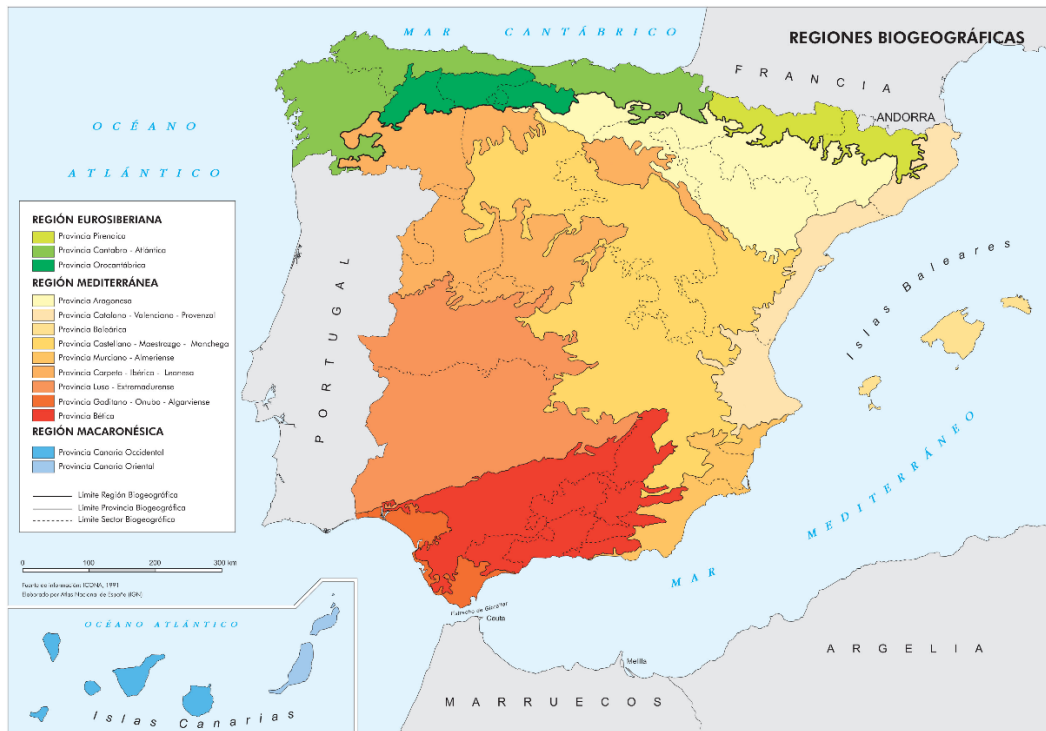 REGIONES BIOGEOGRÁFICAS
MAR CANTÁBRICO
FRANCIA
ANDORRA
OCÉANO
ATLÁNTICO
PORTUGAL
Islas Baleares
MAR MEDITERRÁNEO
Estrecho de Gibraltar
Ceuta
Melilla
MARRUECOS
ARGELIA
REGIÓN EUROSIBERIANA
Provincia Pirenaica
Provincia Cantabro - Atlántica
Provincia Orocantábrica
REGIÓN MEDITERRÁNEA
Provincia Aragonesa
Provincia Catalano - Valenciano - Provenzal
Provincia Baleárica
Provincia Castellano - Maestrazgo - Manchega
Provincia Murciano - Almeriense
Provincia Carpeto - Ibérico - Leonesa
Provincia Luso - Extremadurense
Provincia Gaditano - Onubo - Algarviense
Provincia Bética
REGIÓN MACARONÉSICA
Provincia Canaria Occidental
Provincia Canaria Oriental
Límite Región Biogeográfica
Límite Provincia Biogeográfica
Límite Sector Biogeográfico
0 100 200 300 km
Fuente de información: ICONA, 1991
Elaborado por Atlas Nacional de España (IGN)
OCÉANO ATLÁNTICO
Islas Canarias